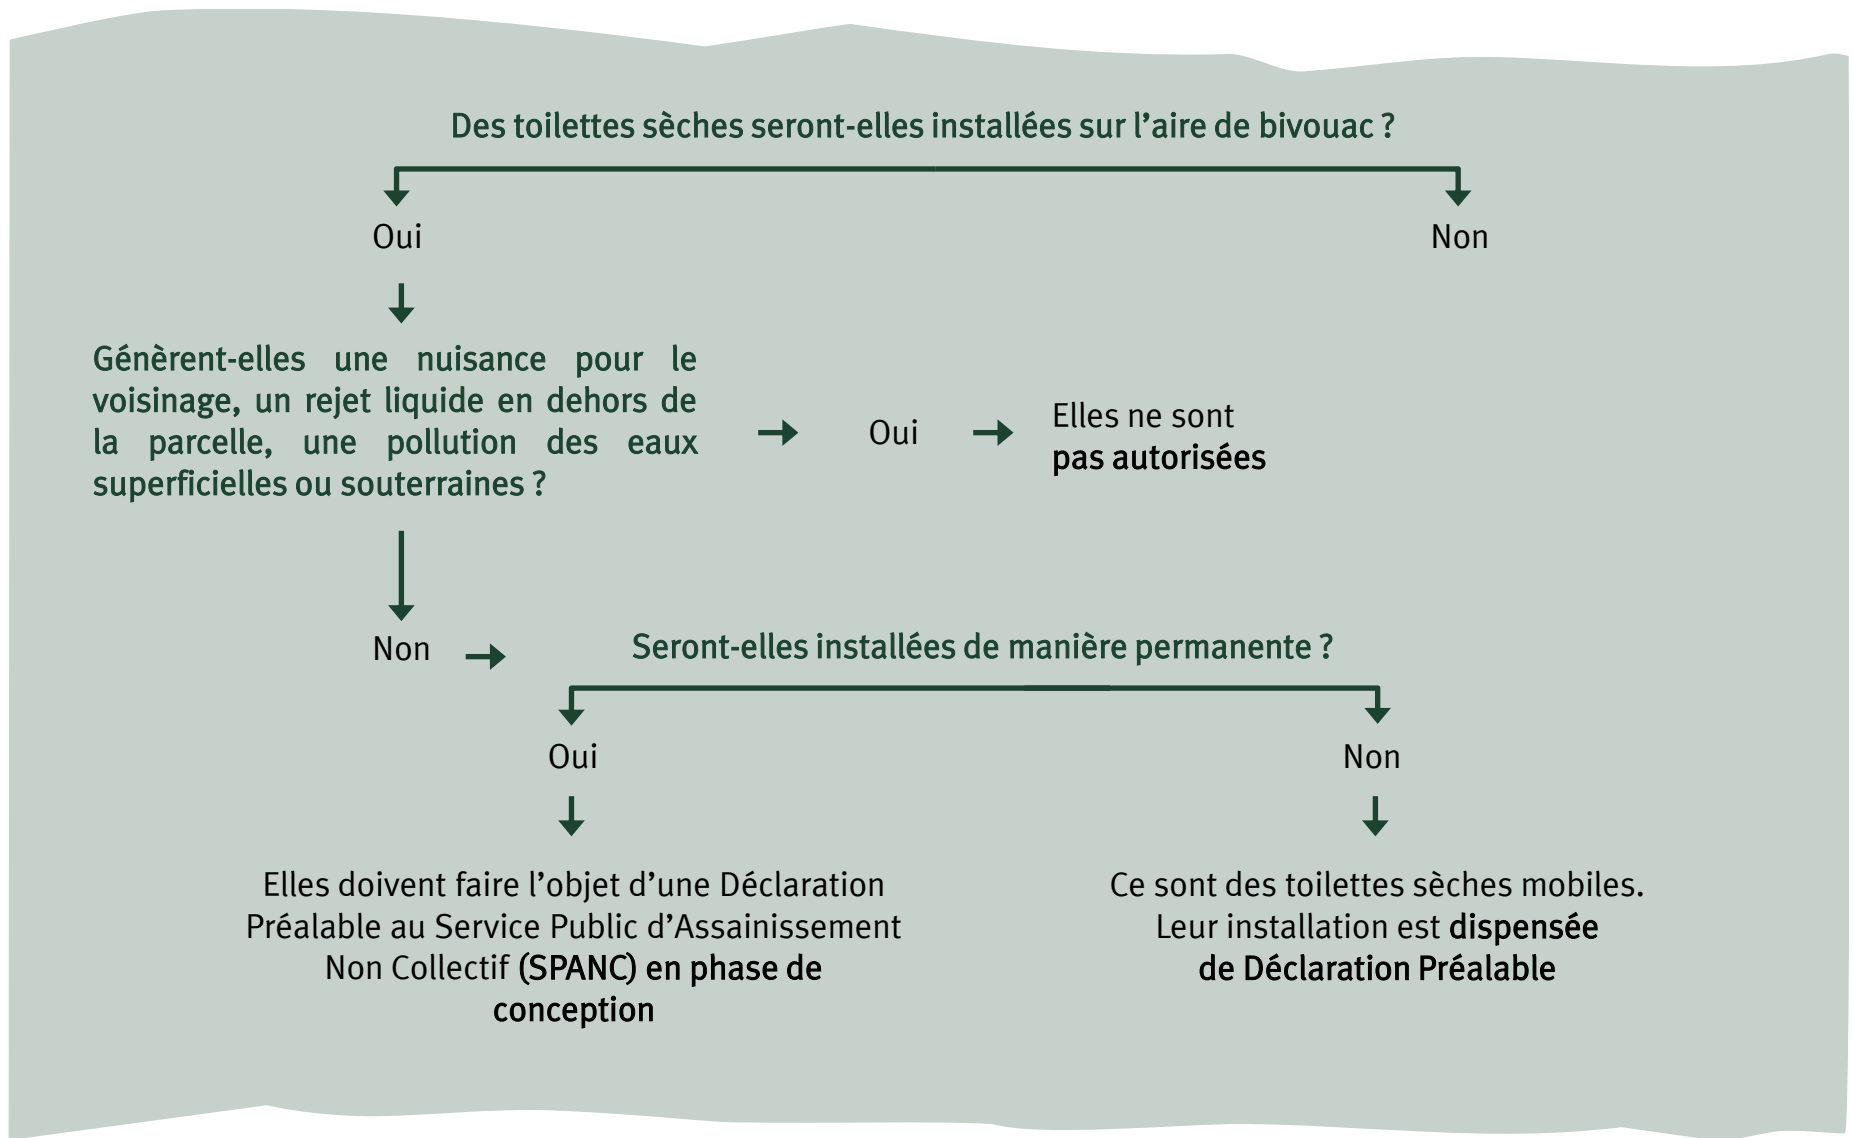 Des toilettes sèches seront-elles installées sur l’aire de bivouac ?
Oui
Non
Génèrent-elles une nuisance pour le
voisinage, un rejet liquide en dehors de
la parcelle, une pollution des eaux
superficielles ou souterraines ?
Oui
Elles ne sont
pas autorisées
Non
Seront-elles installées de manière permanente ?
Oui
Non
Elles doivent faire l’objet d’une Déclaration
Préalable au Service Public d’Assainissement
Non Collectif (SPANC) en phase de
conception
Ce sont des toilettes sèches mobiles.
Leur installation est dispensée
de Déclaration Préalable